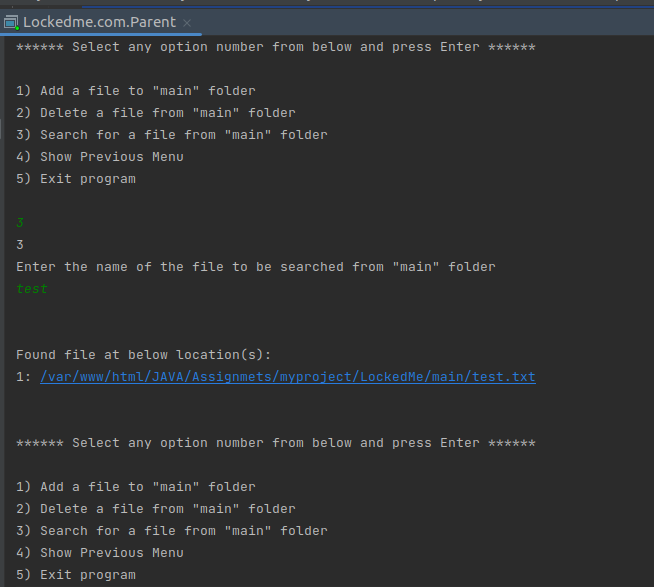 Lockedme.com.Parent ×
****** Select any option number from below and press Enter ******
1) Add a file to "main" folder
2) Delete a file from "main" folder
3) Search for a file from "main" folder
4) Show Previous Menu
5) Exit program
3
3
Enter the name of the file to be searched from "main" folder
test
Found file at below location(s):
1: /var/www/html/JAVA/Assignmets/myproject/LockedMe/main/test.txt
****** Select any option number from below and press Enter ******
1) Add a file to "main" folder
2) Delete a file from "main" folder
3) Search for a file from "main" folder
4) Show Previous Menu
5) Exit program